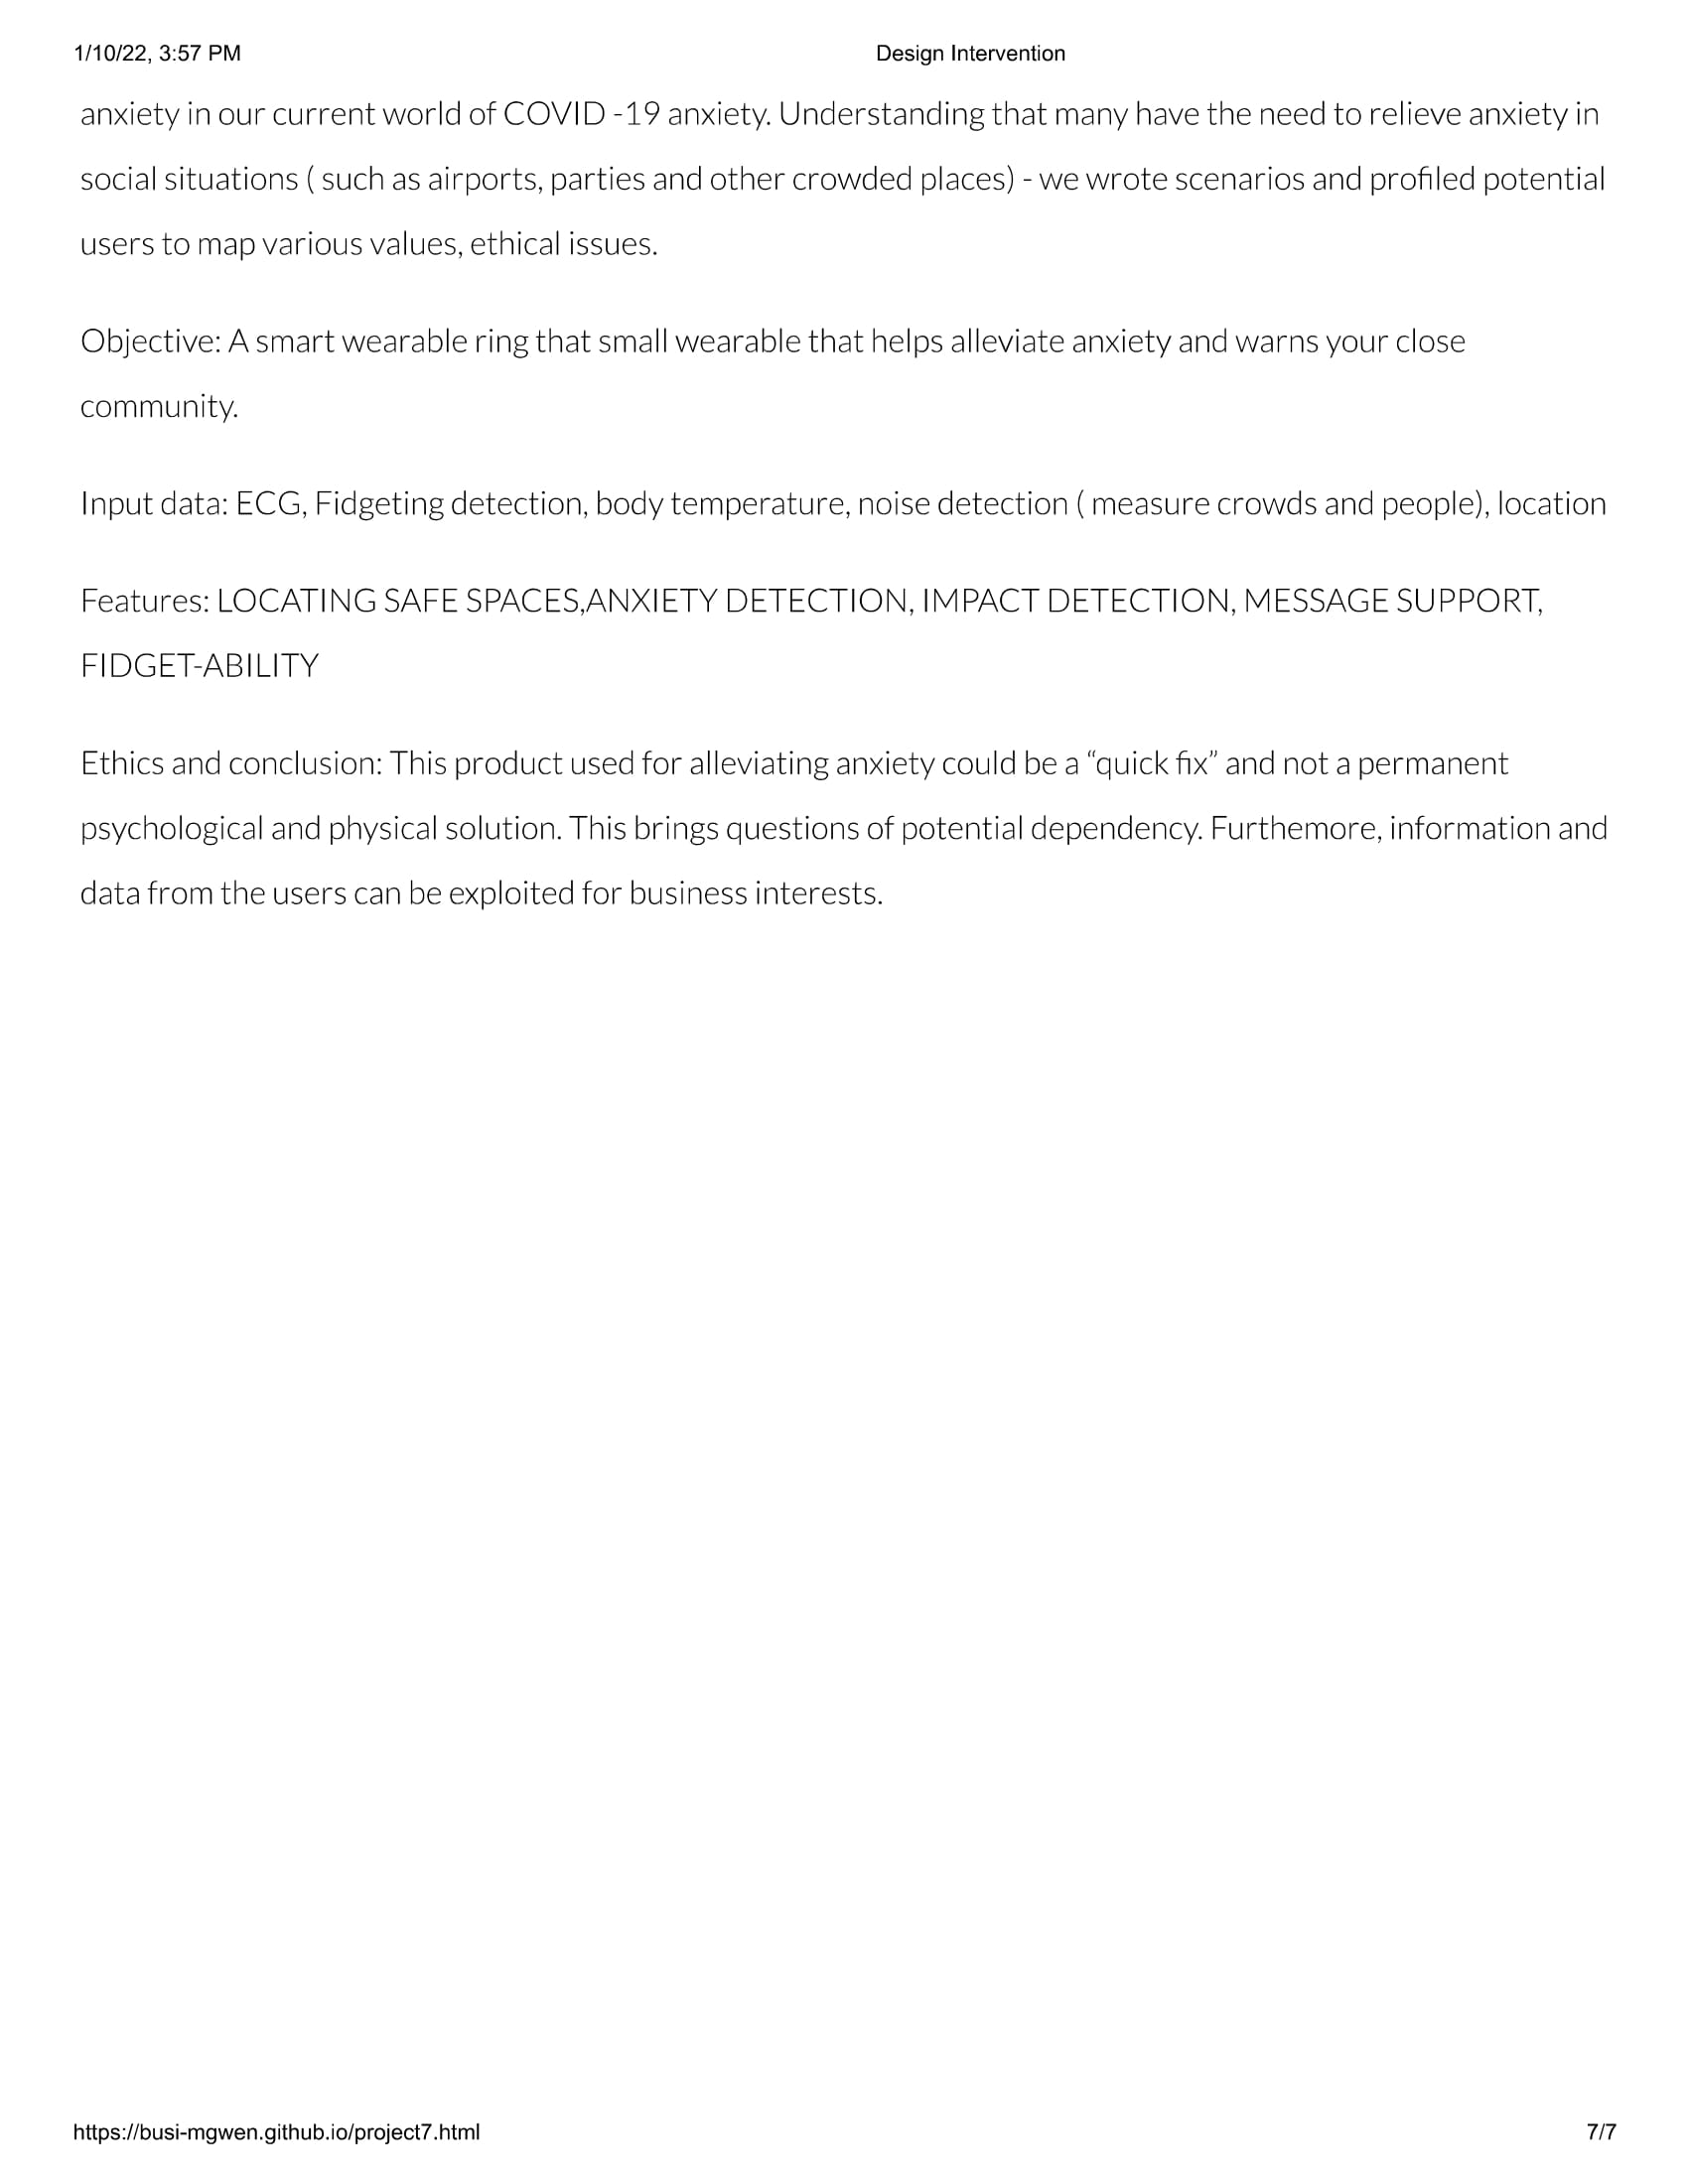 1/10/22, 3:57 PM Design Intervention
anxiety in our current world of COVID -19 anxiety. Understanding that many have the need to relieve anxiety in
social situations ( such as airports, parties and other crowded places) - we wrote scenarios and profiled potential
users to map various values, ethical issues.
Objective: A smart wearable ring that small wearable that helps alleviate anxiety and warns your close
community.
Input data: ECG, Fidgeting detection, body temperature, noise detection ( measure crowds and people), location
Features: LOCATING SAFE SPACES,ANXIETY DETECTION, IMPACT DETECTION, MESSAGE SUPPORT,
FIDGET-ABILITY
Ethics and conclusion: This product used for alleviating anxiety could be a “quick fix” and not a permanent
psychological and physical solution. This brings questions of potential dependency. Furthemore, information and
data from the users can be exploited for business interests.
https://busi-mgwen.github.io/project7.html 7/7